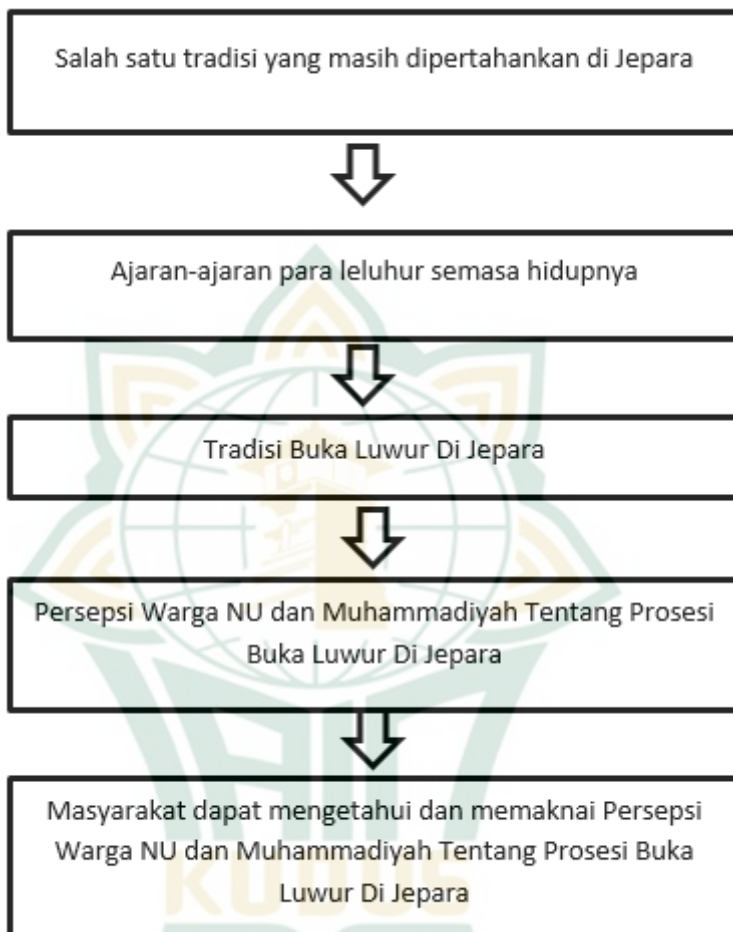 Salah satu tradisi yang masih dipertahankan di Jepara
Ajaran-ajaran para leluhur semasa hidupnya
Tradisi Buka Luwur Di Jepara
Persepsi Warga NU dan Muhammadiyah Tentang Prosesi
Buka Luwur Di Jepara
Masyarakat dapat mengetahui dan memaknai Persepsi
Warga NU dan Muhammadiyah Tentang Prosesi Buka
Luwur Di Jepara
IAIN
KUDUS